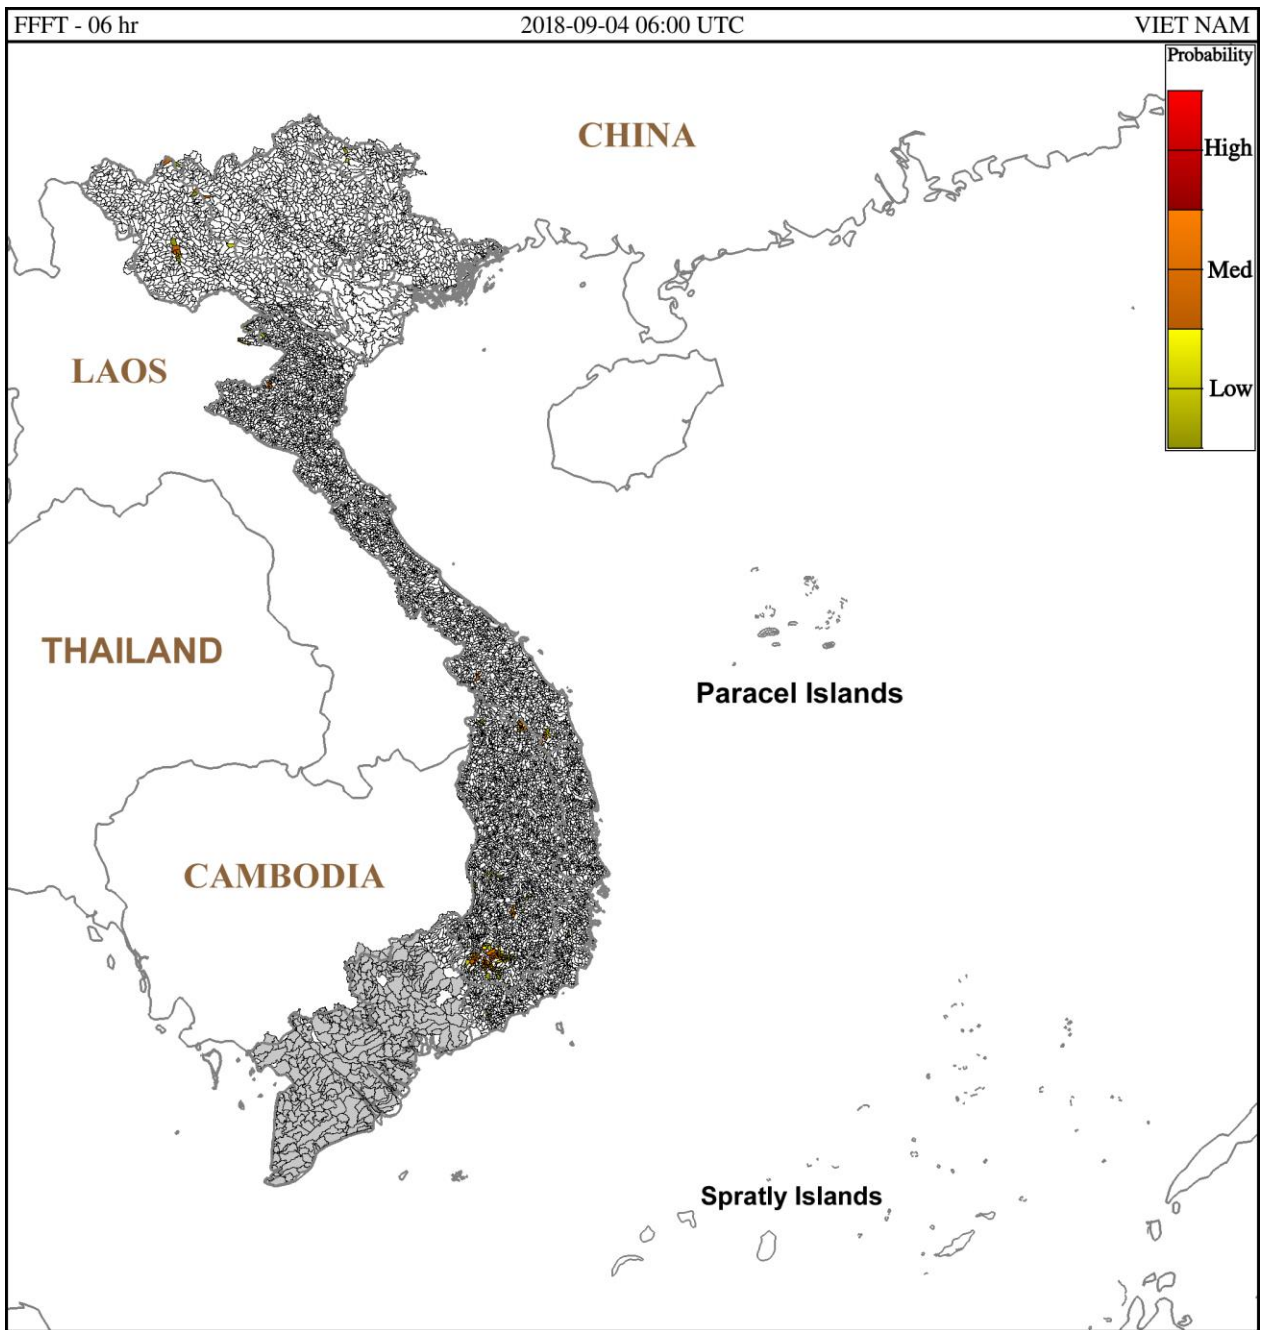 FFFT - 06 hr
2018-09-04 06:00 UTC
VIET NAM
Probability
High
Med
Low
CHINA
LAOS
THAILAND
Paracel Islands
CAMBODIA
Spratly Islands